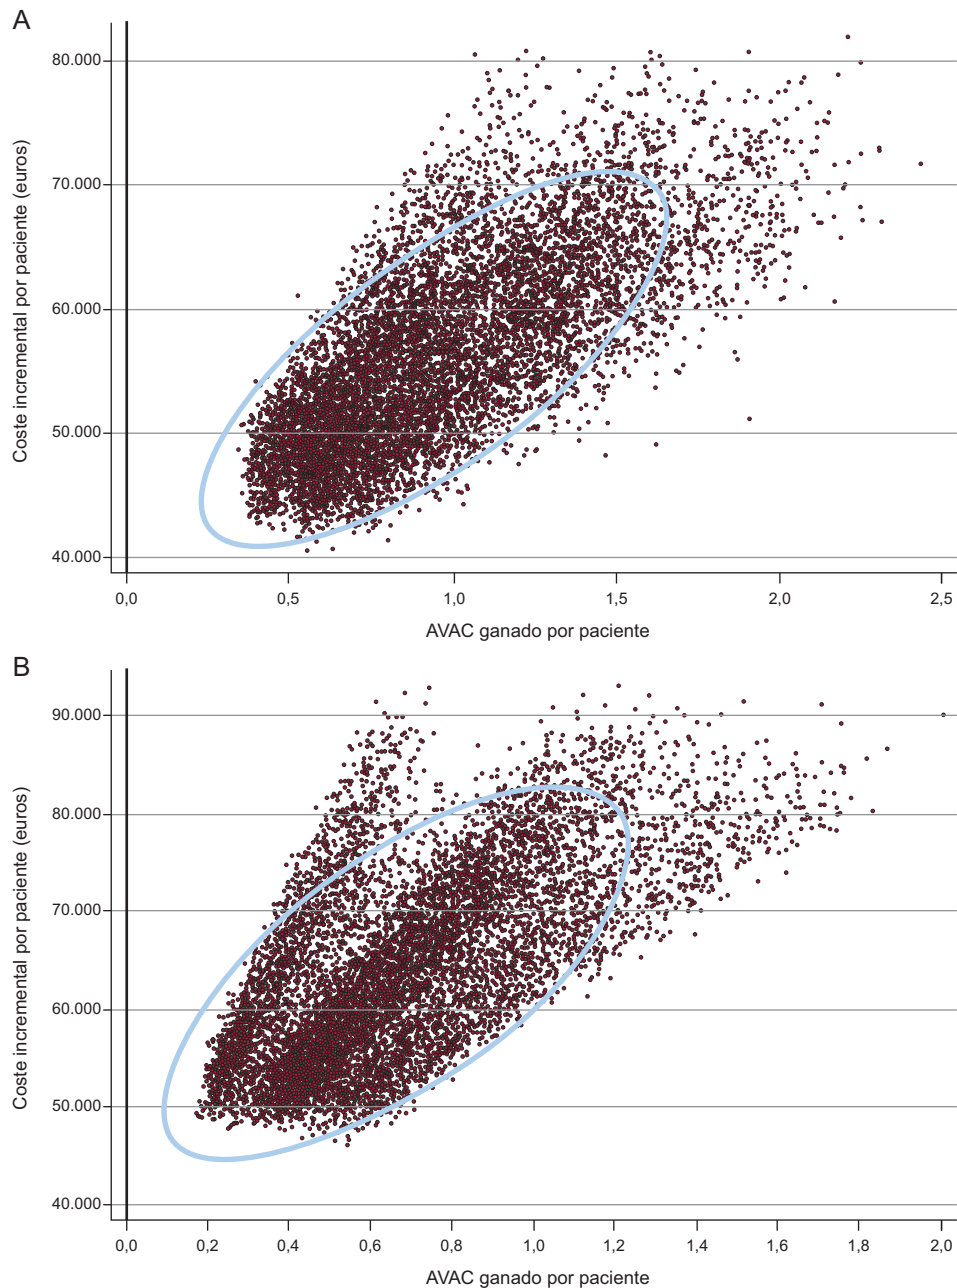 A
Coste incremental por paciente (euros)
80.000
70.000
60.000
50.000
40.000
0,0 0,5 1,0 1,5 2,0 2,5
AVAC ganado por paciente
B
Coste incremental por paciente (euros)
90.000
80.000
70.000
60.000
50.000
40.000
0,0 0,2 0,4 0,6 0,8 1,0 1,2 1,4 1,6 1,8 2,0
AVAC ganado por paciente